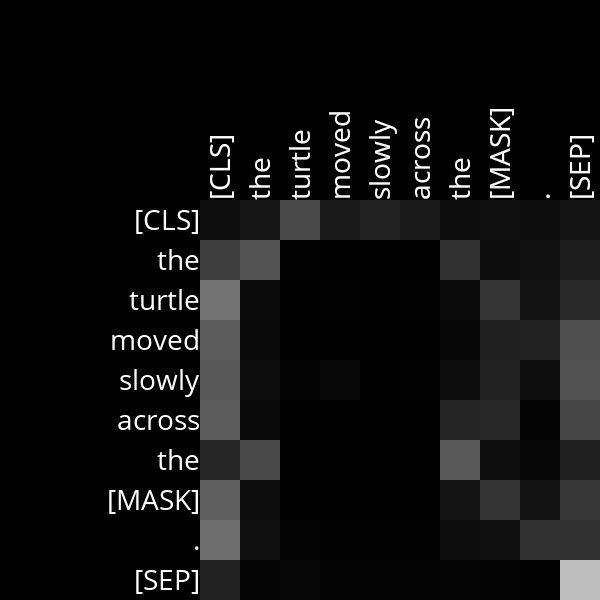 [CLS] the turtle moved slowly across the [MASK] . [SEP]
[CLS]
the
turtle
moved
slowly
across
the
[MASK]
.
[SEP]